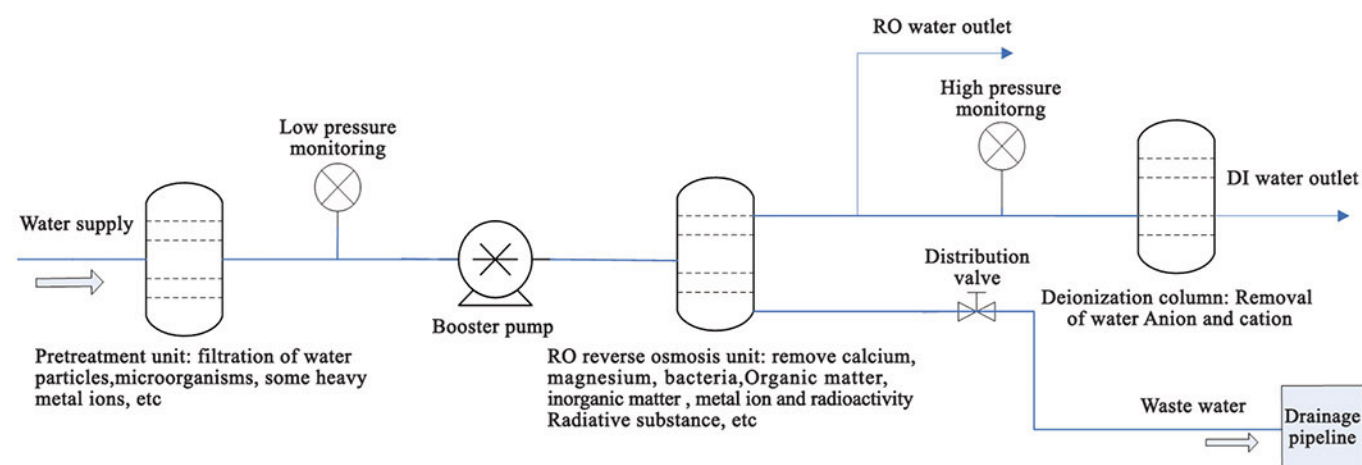 RO water outlet
High pressure
monitorng
Low pressure
monitoring
DI water outlet
Water supply
Distribution
valve
Deionization column: Removal
of water Anion and cation
Booster pump
Pretreatment unit: filtration of water
particles,microorganisms, some heavy
metal ions, etc
RO reverse osmosis unit: remove calcium,
magnesium, bacteria,Organic matter,
inorganic matter , metal ion and radioactivity
Radiative substance, etc
Waste water
Drainage
pipeline